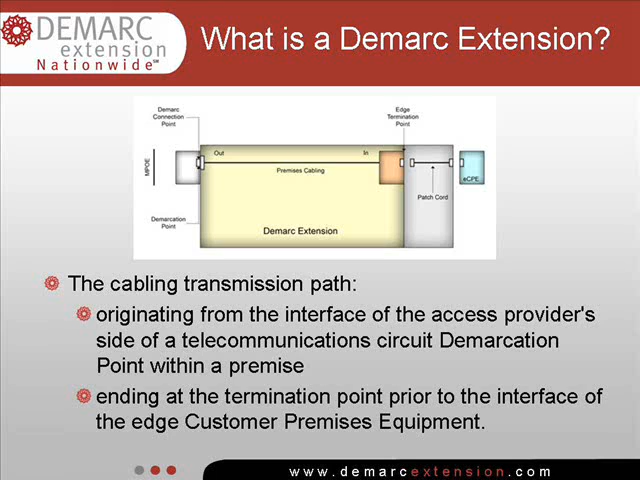 DEMARC
extension
Nationwide℠
What is a Demarc Extension?
Demarc
Connection
Point
Edge
Termination
Point
Out
In
MPOE
Premises Cabling
eCPE
Patch Cord
Demarcation
Point
Demarc Extension
The cabling transmission path:
originating from the interface of the access provider's
side of a telecommunications circuit Demarcation
Point within a premise
ending at the termination point prior to the interface of
the edge Customer Premises Equipment.
www.demarcextension.com